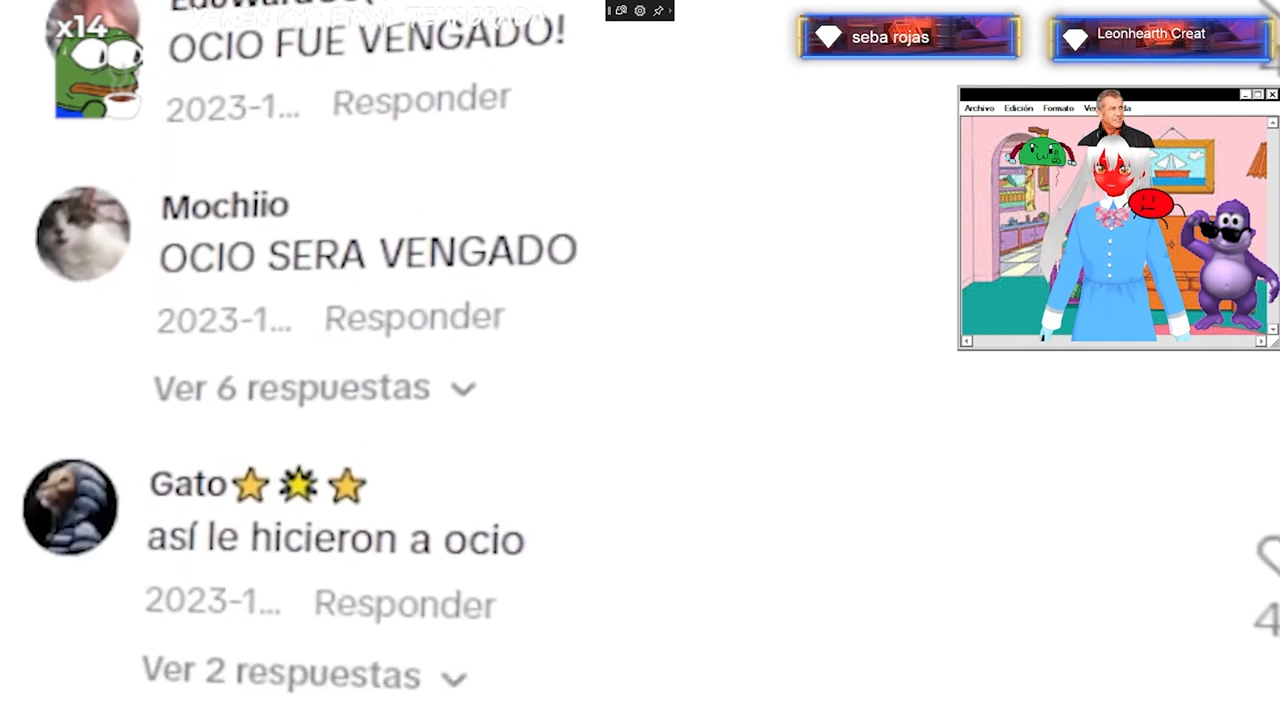 x14
OCIO FUE VENGADO!
2023-1... Responder
Mochiio
OCIO SERA VENGADO
2023-1... Responder
Ver 6 respuestas
Gato⭐🌟⭐
así le hicieron a ocio
2023-1... Responder
Ver 2 respuestas
seba rojas
Leonhearth Creat
Archivo Edición Formato
4